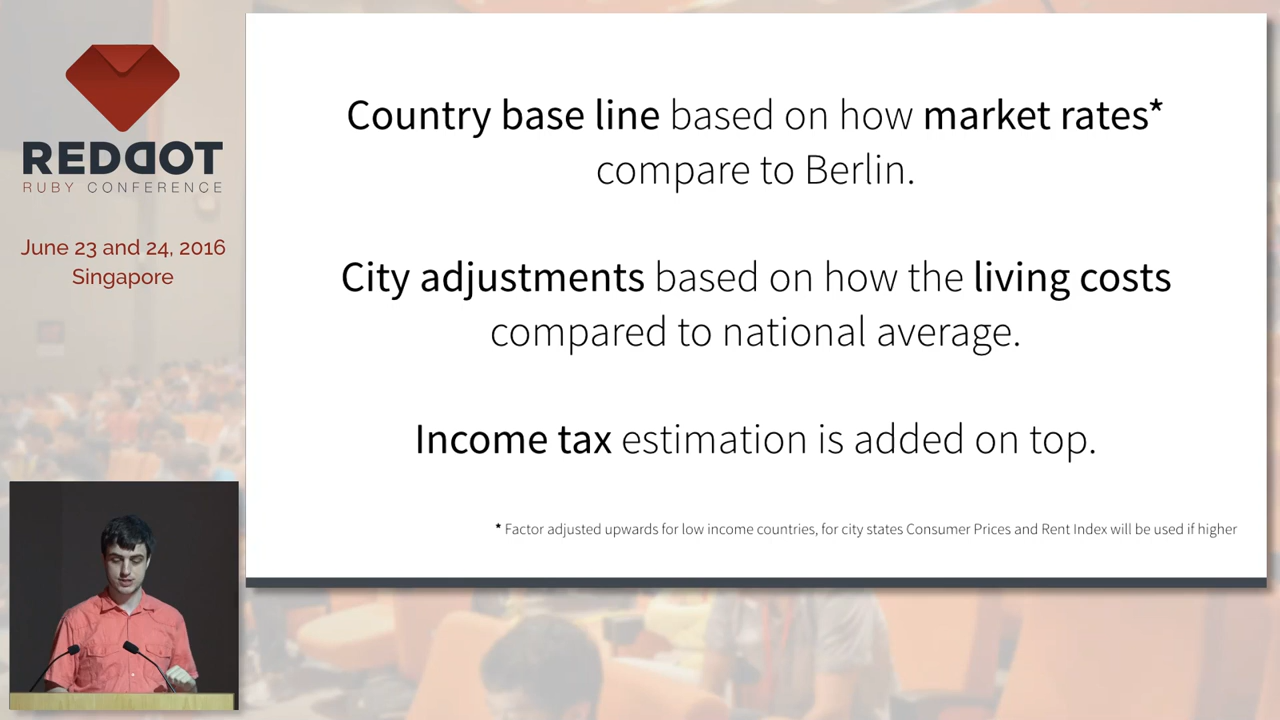 REDDOT
RUBY CONFERENCE
June 23 and 24, 2016
Singapore
Country base line based on how market rates*
compare to Berlin.
City adjustments based on how the living costs
compared to national average.
Income tax estimation is added on top.
* Factor adjusted upwards for low income countries, for city states Consumer Prices and Rent Index will be used if higher